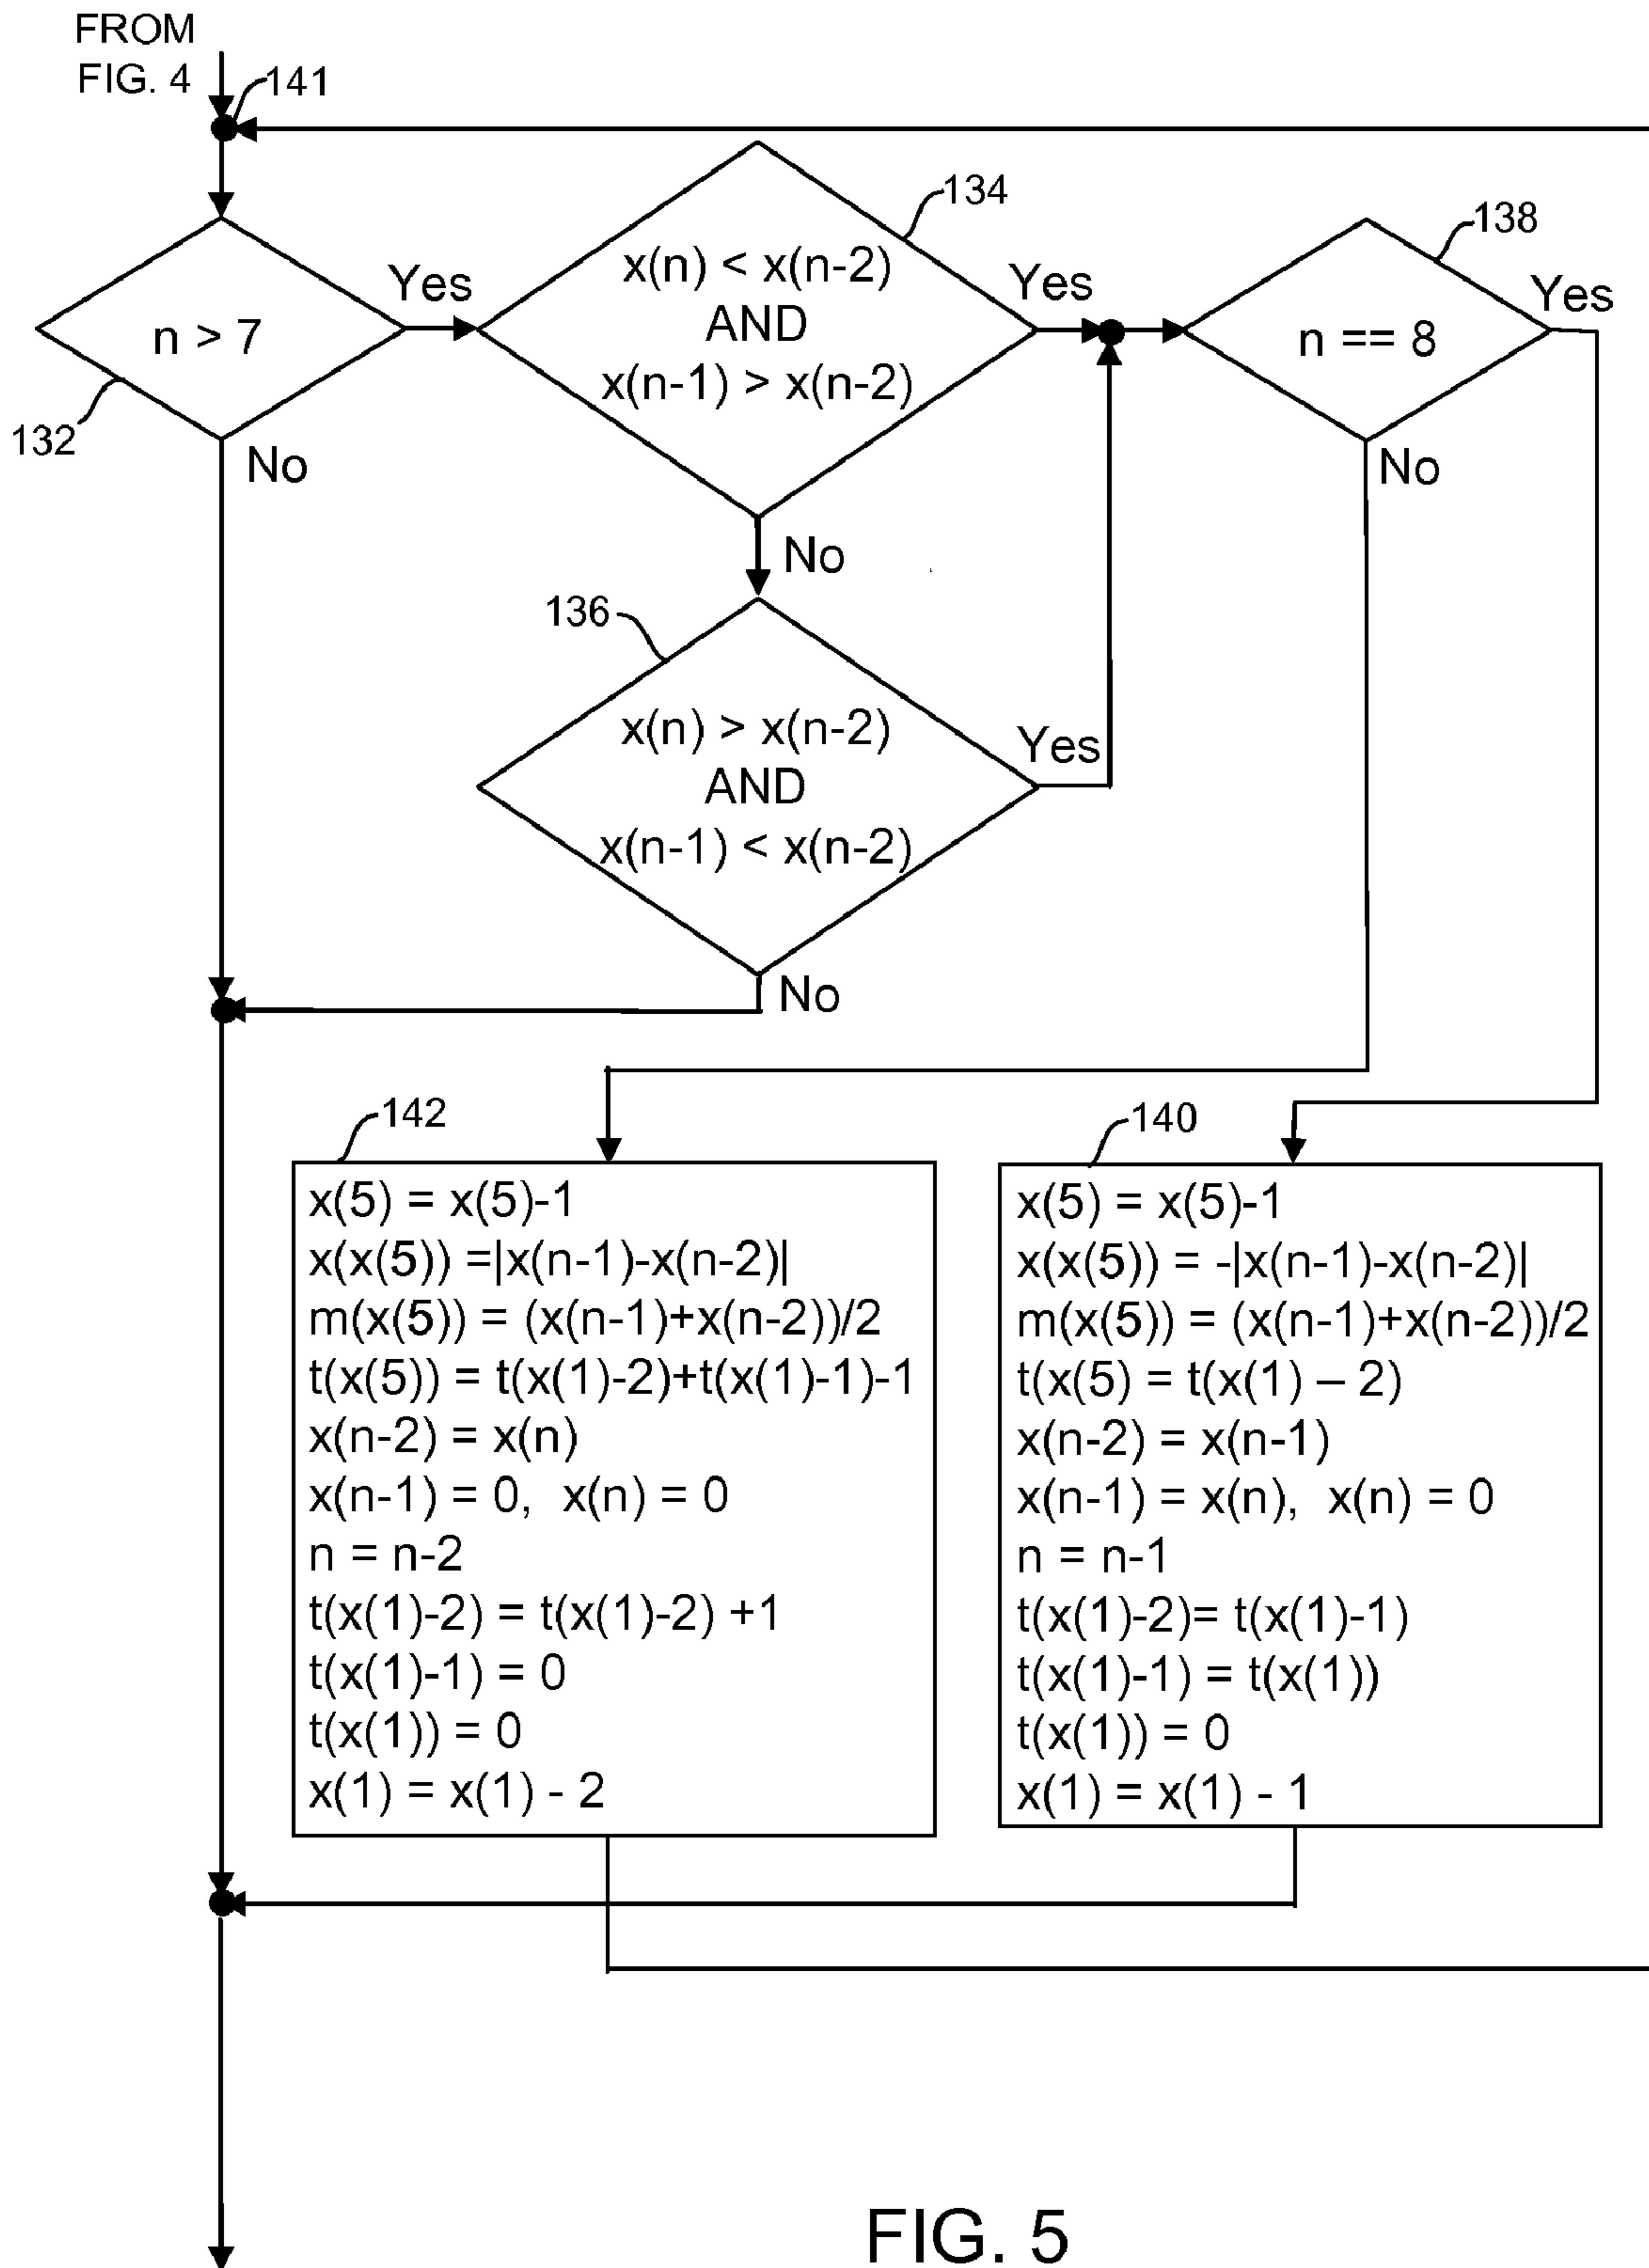 FROM
FIG. 4
141
134
138
x(n) < x(n-2)
AND
x(n-1) > x(n-2)
Yes
Yes
Yes
n > 7
n == 8
132
No
No
No
136
x(n) > x(n-2)
AND
x(n-1) < x(n-2)
Yes
No
142
x(5) = x(5)-1
x(x(5)) =|x(n-1)-x(n-2)|
m(x(5)) = (x(n-1)+x(n-2))/2
t(x(5)) = t(x(1)-2)+t(x(1)-1)-1
x(n-2) = x(n)
x(n-1) = 0, x(n) = 0
n = n-2
t(x(1)-2) = t(x(1)-2) +1
t(x(1)-1) = 0
t(x(1)) = 0
x(1) = x(1) - 2
140
x(5) = x(5)-1
x(x(5)) = -|x(n-1)-x(n-2)|
m(x(5)) = (x(n-1)+x(n-2))/2
t(x(5) = t(x(1) – 2)
x(n-2) = x(n-1)
x(n-1) = x(n), x(n) = 0
n = n-1
t(x(1)-2)= t(x(1)-1)
t(x(1)-1) = t(x(1))
t(x(1)) = 0
x(1) = x(1) - 1
FIG. 5